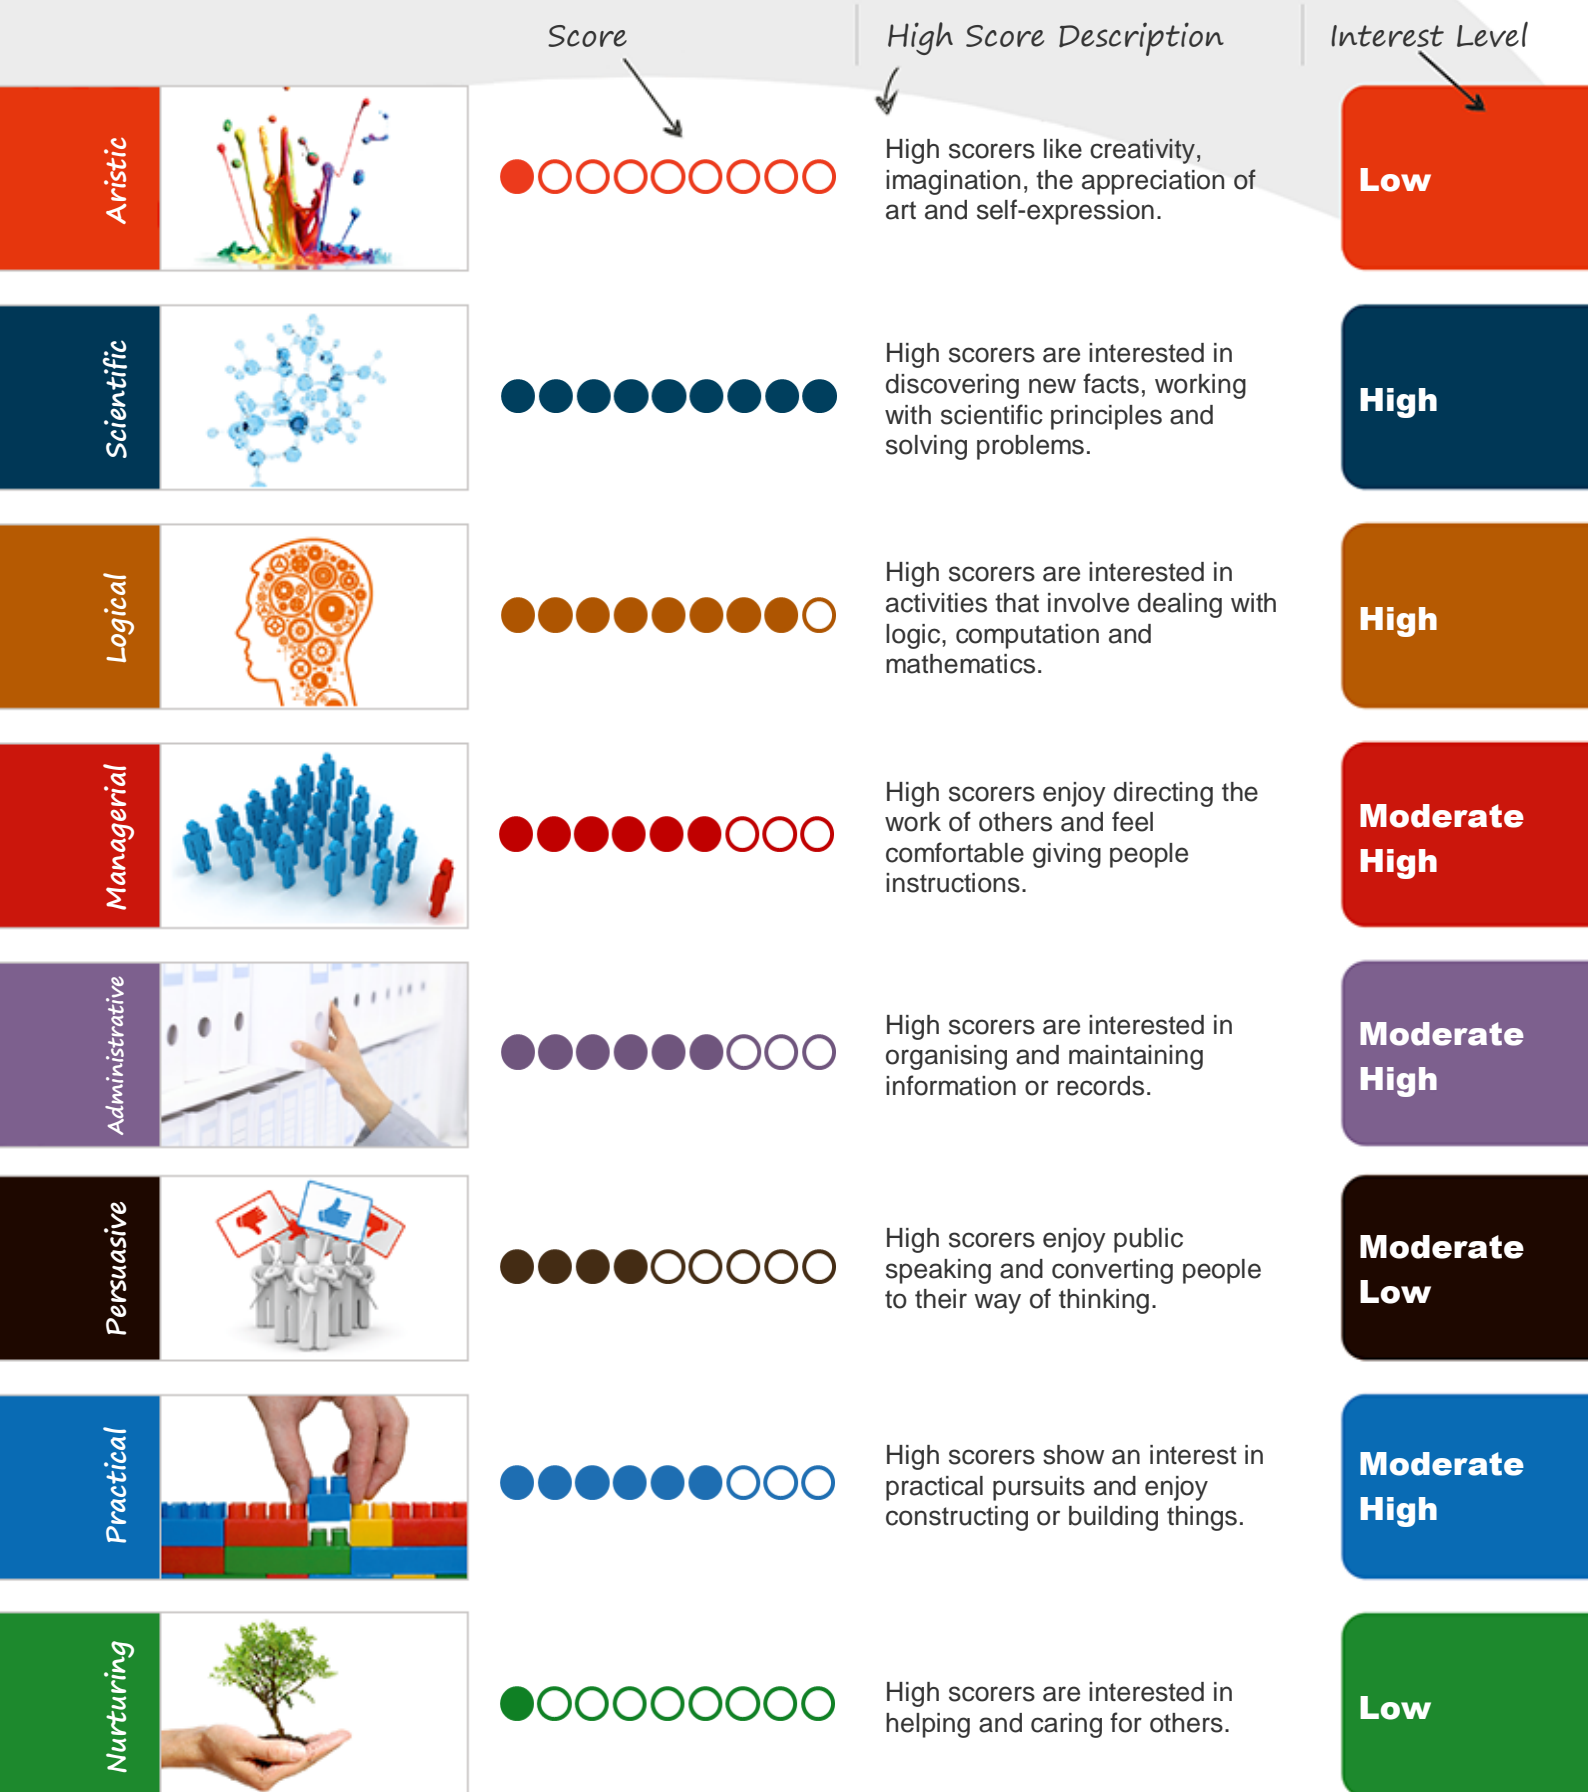 Score
High Score Description
Interest Level
Aristic
High scorers like creativity,
imagination, the appreciation of
art and self-expression.
Low
Scientific
High scorers are interested in
discovering new facts, working
with scientific principles and
solving problems.
High
Logical
High scorers are interested in
activities that involve dealing with
logic, computation and
mathematics.
High
Managerial
High scorers enjoy directing the
work of others and feel
comfortable giving people
instructions.
Moderate
High
Administrative
High scorers are interested in
organising and maintaining
information or records.
Moderate
High
Persuasive
High scorers enjoy public
speaking and converting people
to their way of thinking.
Moderate
Low
Practical
High scorers show an interest in
practical pursuits and enjoy
constructing or building things.
Moderate
High
Nurturing
High scorers are interested in
helping and caring for others.
Low